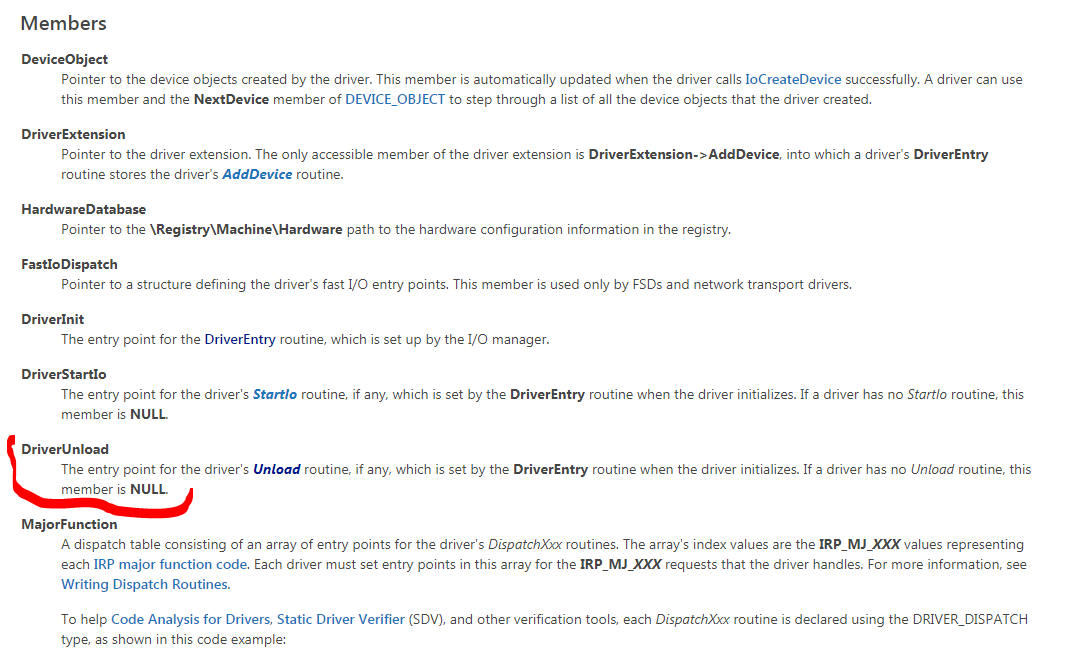 Members
DeviceObject
Pointer to the device objects created by the driver. This member is automatically updated when the driver calls IoCreateDevice successfully. A driver can use
this member and the NextDevice member of DEVICE_OBJECT to step through a list of all the device objects that the driver created.
DriverExtension
Pointer to the driver extension. The only accessible member of the driver extension is DriverExtension->AddDevice, into which a driver's DriverEntry
routine stores the driver's AddDevice routine.
HardwareDatabase
Pointer to the \Registry\Machine\Hardware path to the hardware configuration information in the registry.
FastIoDispatch
Pointer to a structure defining the driver's fast I/O entry points. This member is used only by FSDs and network transport drivers.
DriverInit
The entry point for the DriverEntry routine, which is set up by the I/O manager.
DriverStartIo
The entry point for the driver's StartIo routine, if any, which is set by the DriverEntry routine when the driver initializes. If a driver has no StartIo routine, this
member is NULL.
DriverUnload
The entry point for the driver's Unload routine, if any, which is set by the DriverEntry routine when the driver initializes. If a driver has no Unload routine, this
member is NULL.
MajorFunction
A dispatch table consisting of an array of entry points for the driver's DispatchXxx routines. The array's index values are the IRP_MJ_XXX values representing
each IRP major function code. Each driver must set entry points in this array for the IRP_MJ_XXX requests that the driver handles. For more information, see
Writing Dispatch Routines.
To help Code Analysis for Drivers, Static Driver Verifier (SDV), and other verification tools, each DispatchXxx routine is declared using the DRIVER_DISPATCH
type, as shown in this code example: